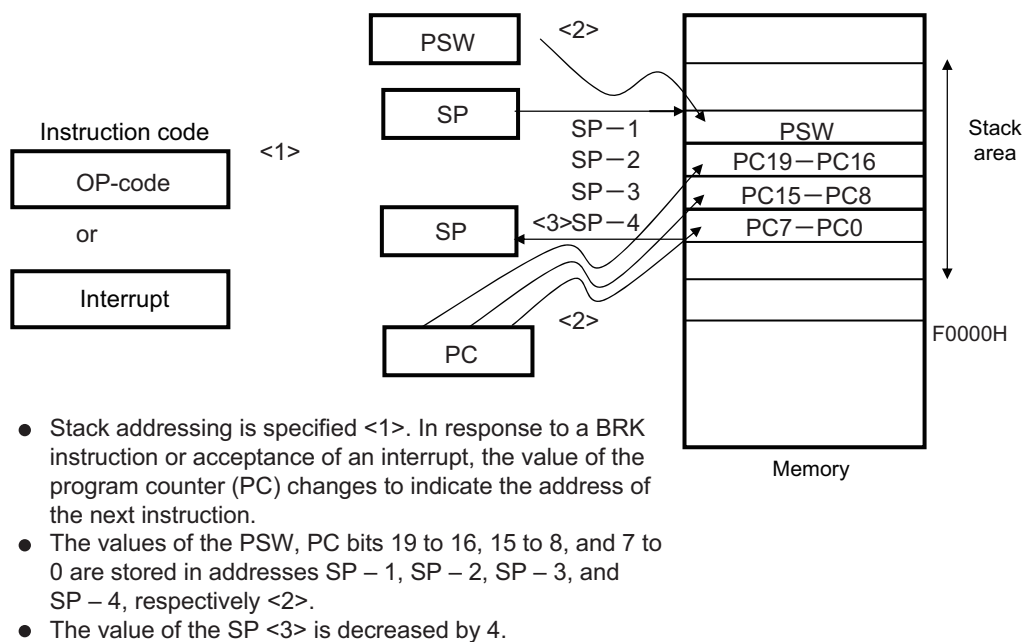 PSW
<2>
SP
Instruction code
<1>
OP-code
or
Interrupt
SP－1
SP－2
SP－3
<3>SP－4
SP
<2>
PC
PSW
PC19－PC16
PC15－PC8
PC7－PC0
Stack
area
F0000H
Memory
● Stack addressing is specified <1>. In response to a BRK
instruction or acceptance of an interrupt, the value of the
program counter (PC) changes to indicate the address of
the next instruction.
● The values of the PSW, PC bits 19 to 16, 15 to 8, and 7 to
0 are stored in addresses SP – 1, SP – 2, SP – 3, and
SP – 4, respectively <2>.
● The value of the SP <3> is decreased by 4.